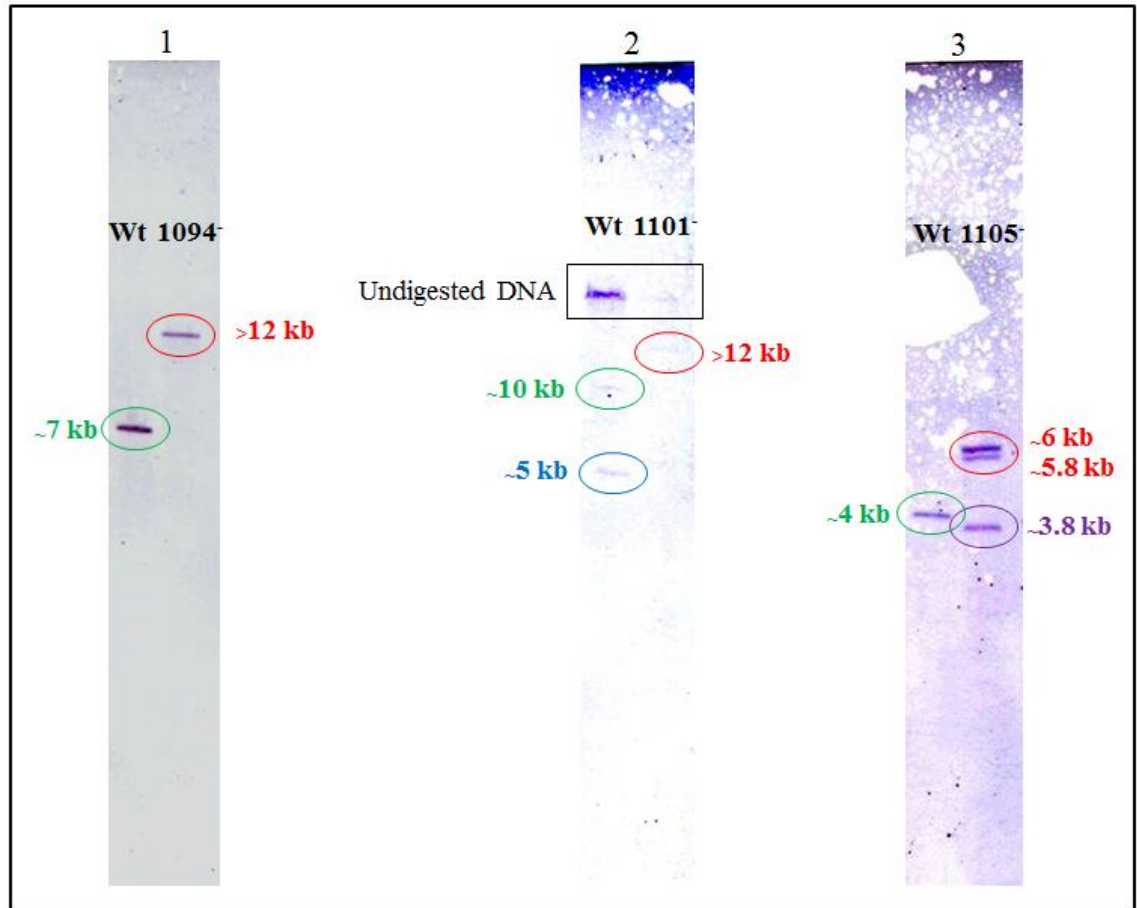 1
2
3
Wt 1094-
Wt 1101-
Wt 1105-
Undigested DNA
>12 kb
~7 kb
>12 kb
~10 kb
~5 kb
~6 kb
~5.8 kb
~4 kb
~3.8 kb